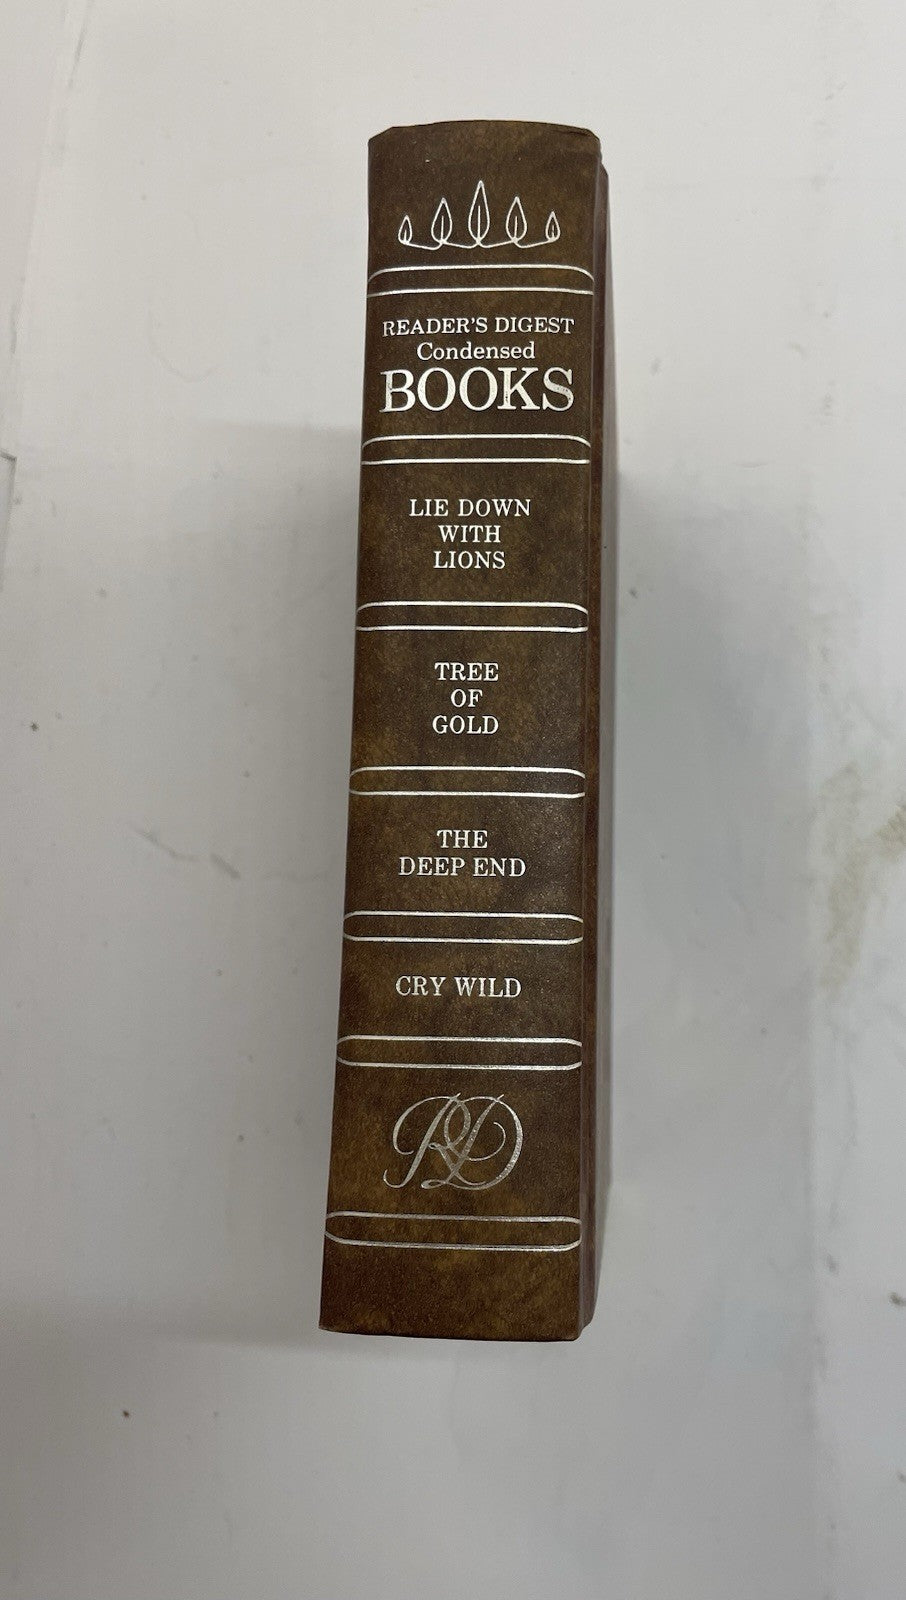 READER'S DIGEST
Condensed
BOOKS
LIE DOWN
WITH
LIONS
TREE
OF
GOLD
THE
DEEP END
CRY WILD
RD